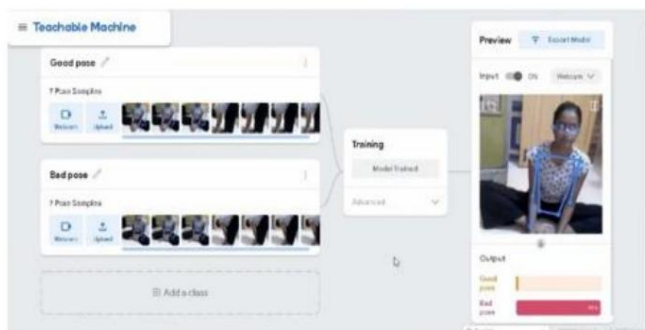 Teachable Machine
Good pose
7 Pose Samples
Webcam
Upload
Bad pose
7 Pose Samples
Webcam
Upload
Add a class
Training
Model Trained
Advanced
Preview
Export Model
Input
ON
Webcam
Output
Good
pose
Bad
pose